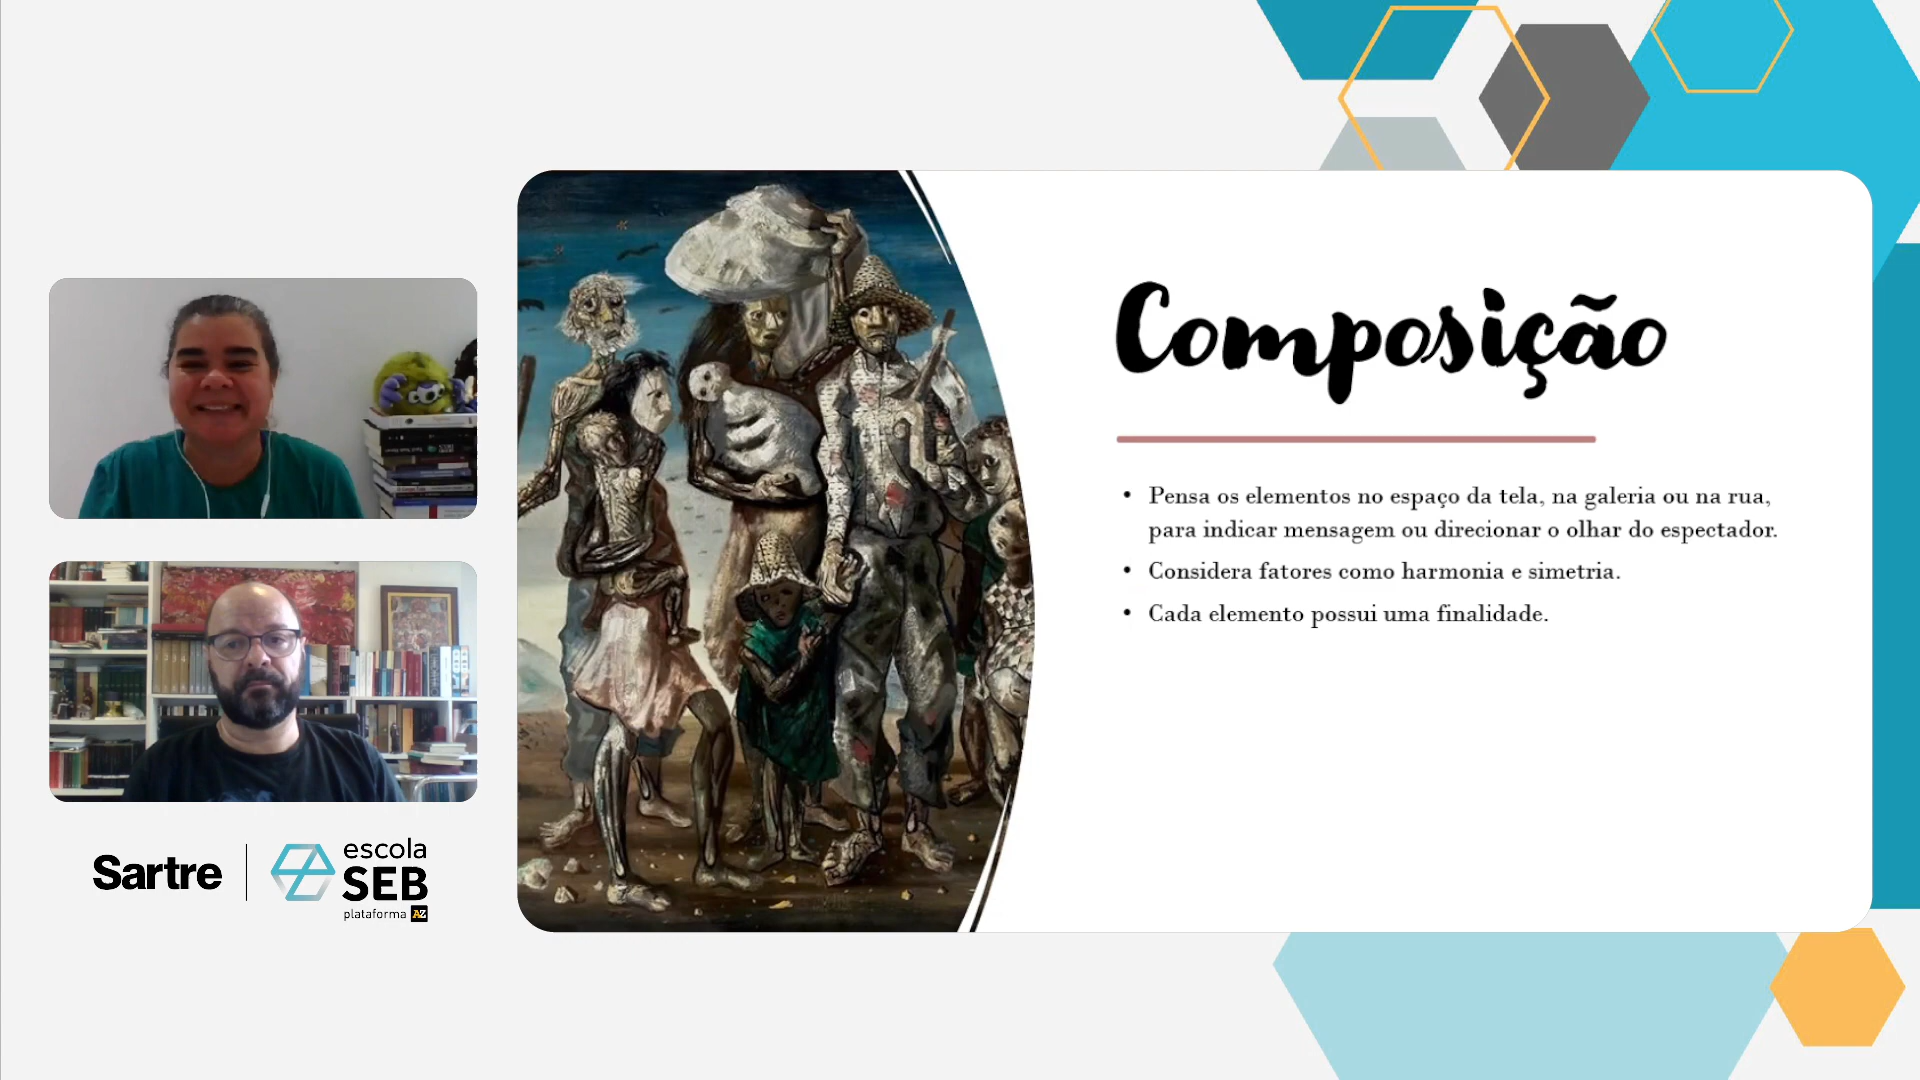 Composição
• Pensa os elementos no espaço da tela, na galeria ou na rua,
para indicar mensagem ou direcionar o olhar do espectador.
• Considera fatores como harmonia e simetria.
• Cada elemento possui uma finalidade.
Sartre
escola
SEB
plataforma AZ